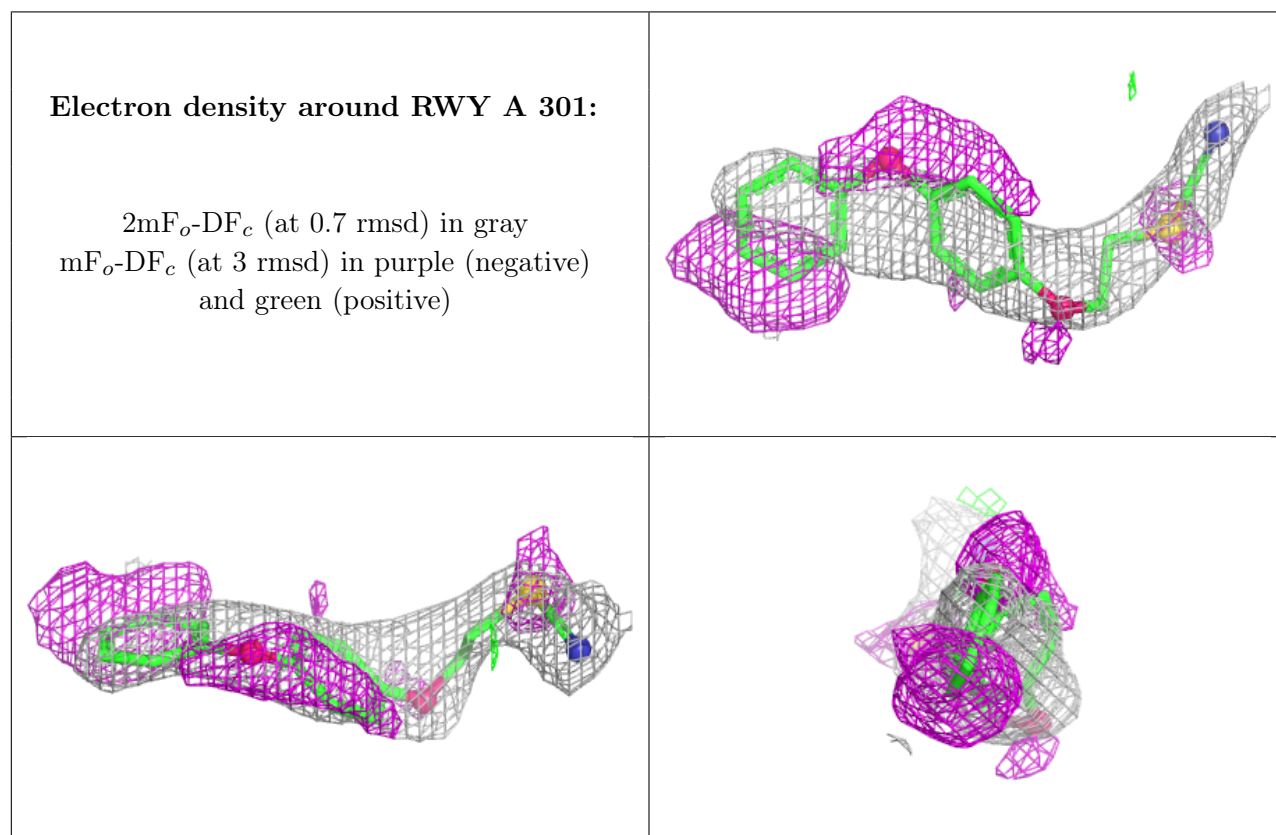 Electron density around RWY A 301:
2mFₒ-DF𝒸 (at 0.7 rmsd) in gray
mFₒ-DF𝒸 (at 3 rmsd) in purple (negative)
and green (positive)